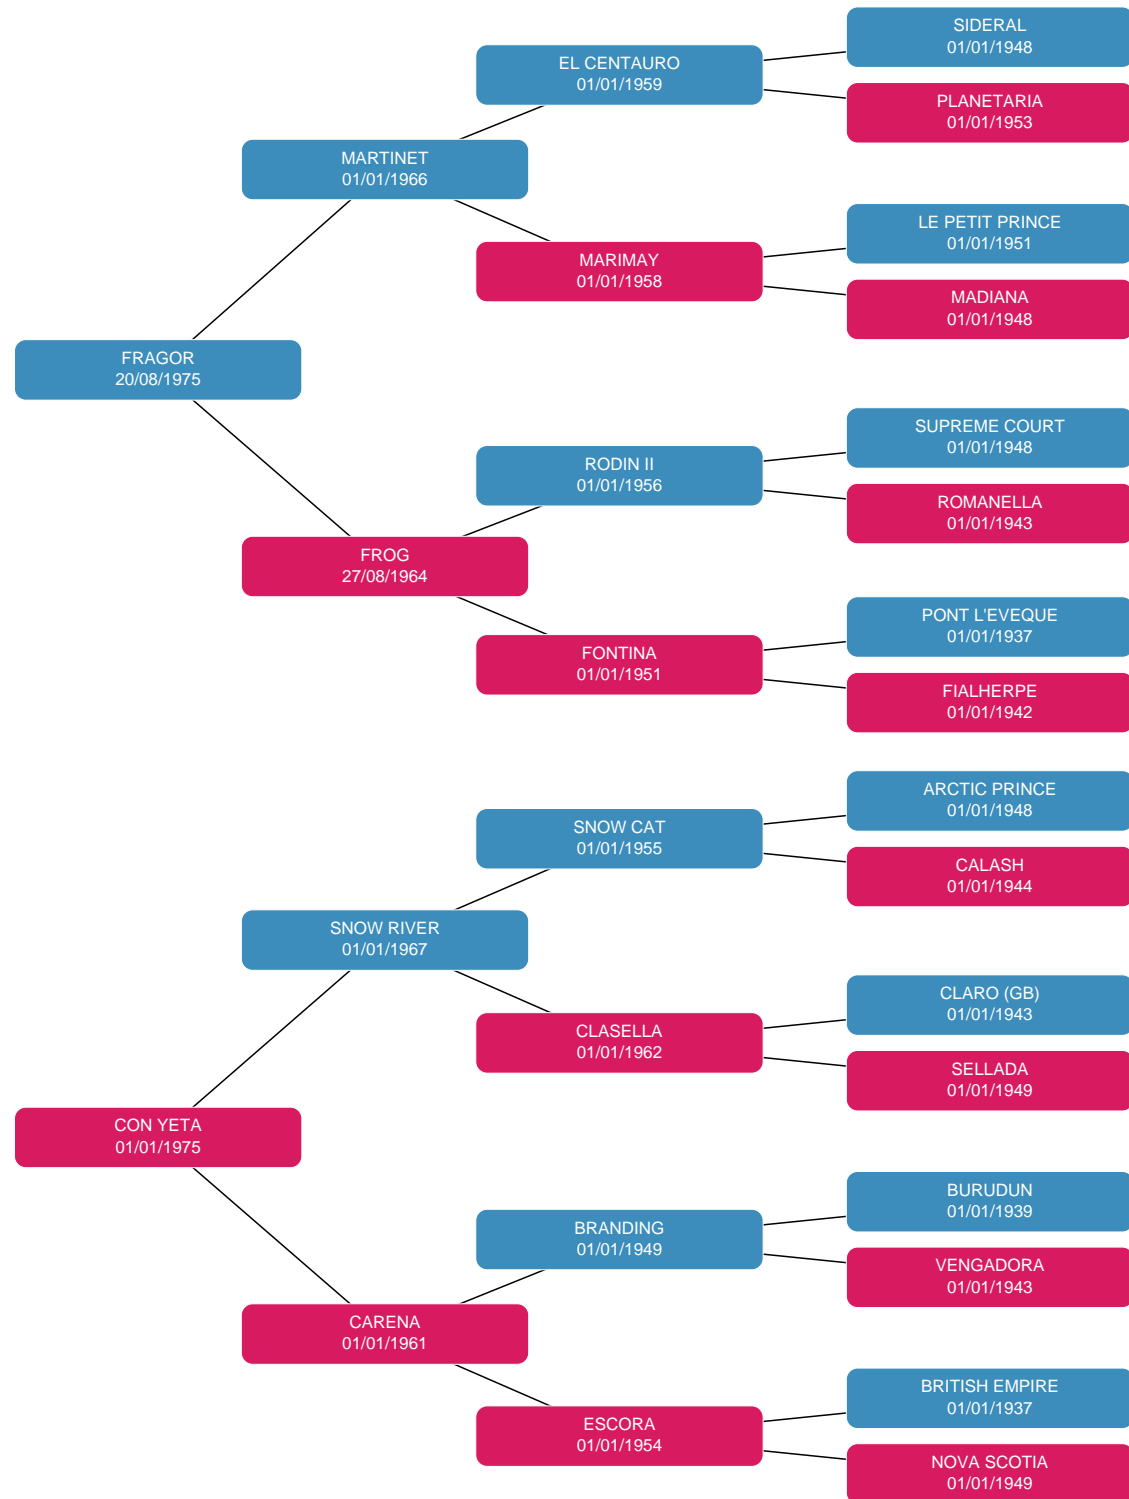 SIDERAL
01/01/1948
EL CENTAURO
01/01/1959
PLANETARIA
01/01/1953
MARTINET
01/01/1966
LE PETIT PRINCE
01/01/1951
MARIMAY
01/01/1958
MADIANA
01/01/1948
FRAGOR
20/08/1975
SUPREME COURT
01/01/1948
RODIN II
01/01/1956
ROMANELLA
01/01/1943
FROG
27/08/1964
PONT L'EVEQUE
01/01/1937
FONTINA
01/01/1951
FIALHERPE
01/01/1942
ARCTIC PRINCE
01/01/1948
SNOW CAT
01/01/1955
CALASH
01/01/1944
SNOW RIVER
01/01/1967
CLARO (GB)
01/01/1943
CLASELLA
01/01/1962
SELLADA
01/01/1949
CON YETA
01/01/1975
BURUDUN
01/01/1939
BRANDING
01/01/1949
VENGADORA
01/01/1943
CARENA
01/01/1961
BRITISH EMPIRE
01/01/1937
ESCORA
01/01/1954
NOVA SCOTIA
01/01/1949